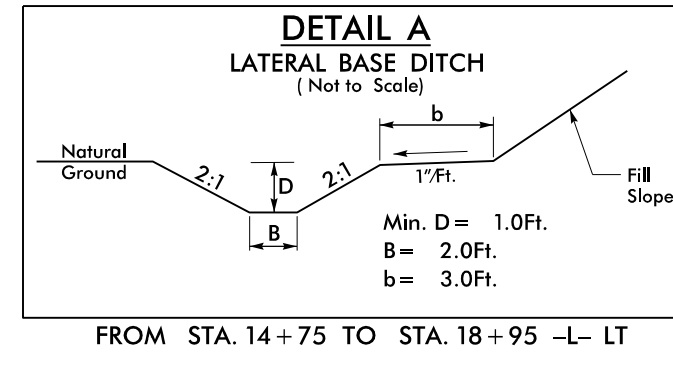 DETAIL A
LATERAL BASE DITCH
( Not to Scale)
b
Natural
Ground
2:1
D
2:1
1"/Ft.
Fill
Slope
B
Min. D = 1.0Ft.
B = 2.0Ft.
b = 3.0Ft.
FROM STA. 14+75 TO STA. 18+95 -L- LT